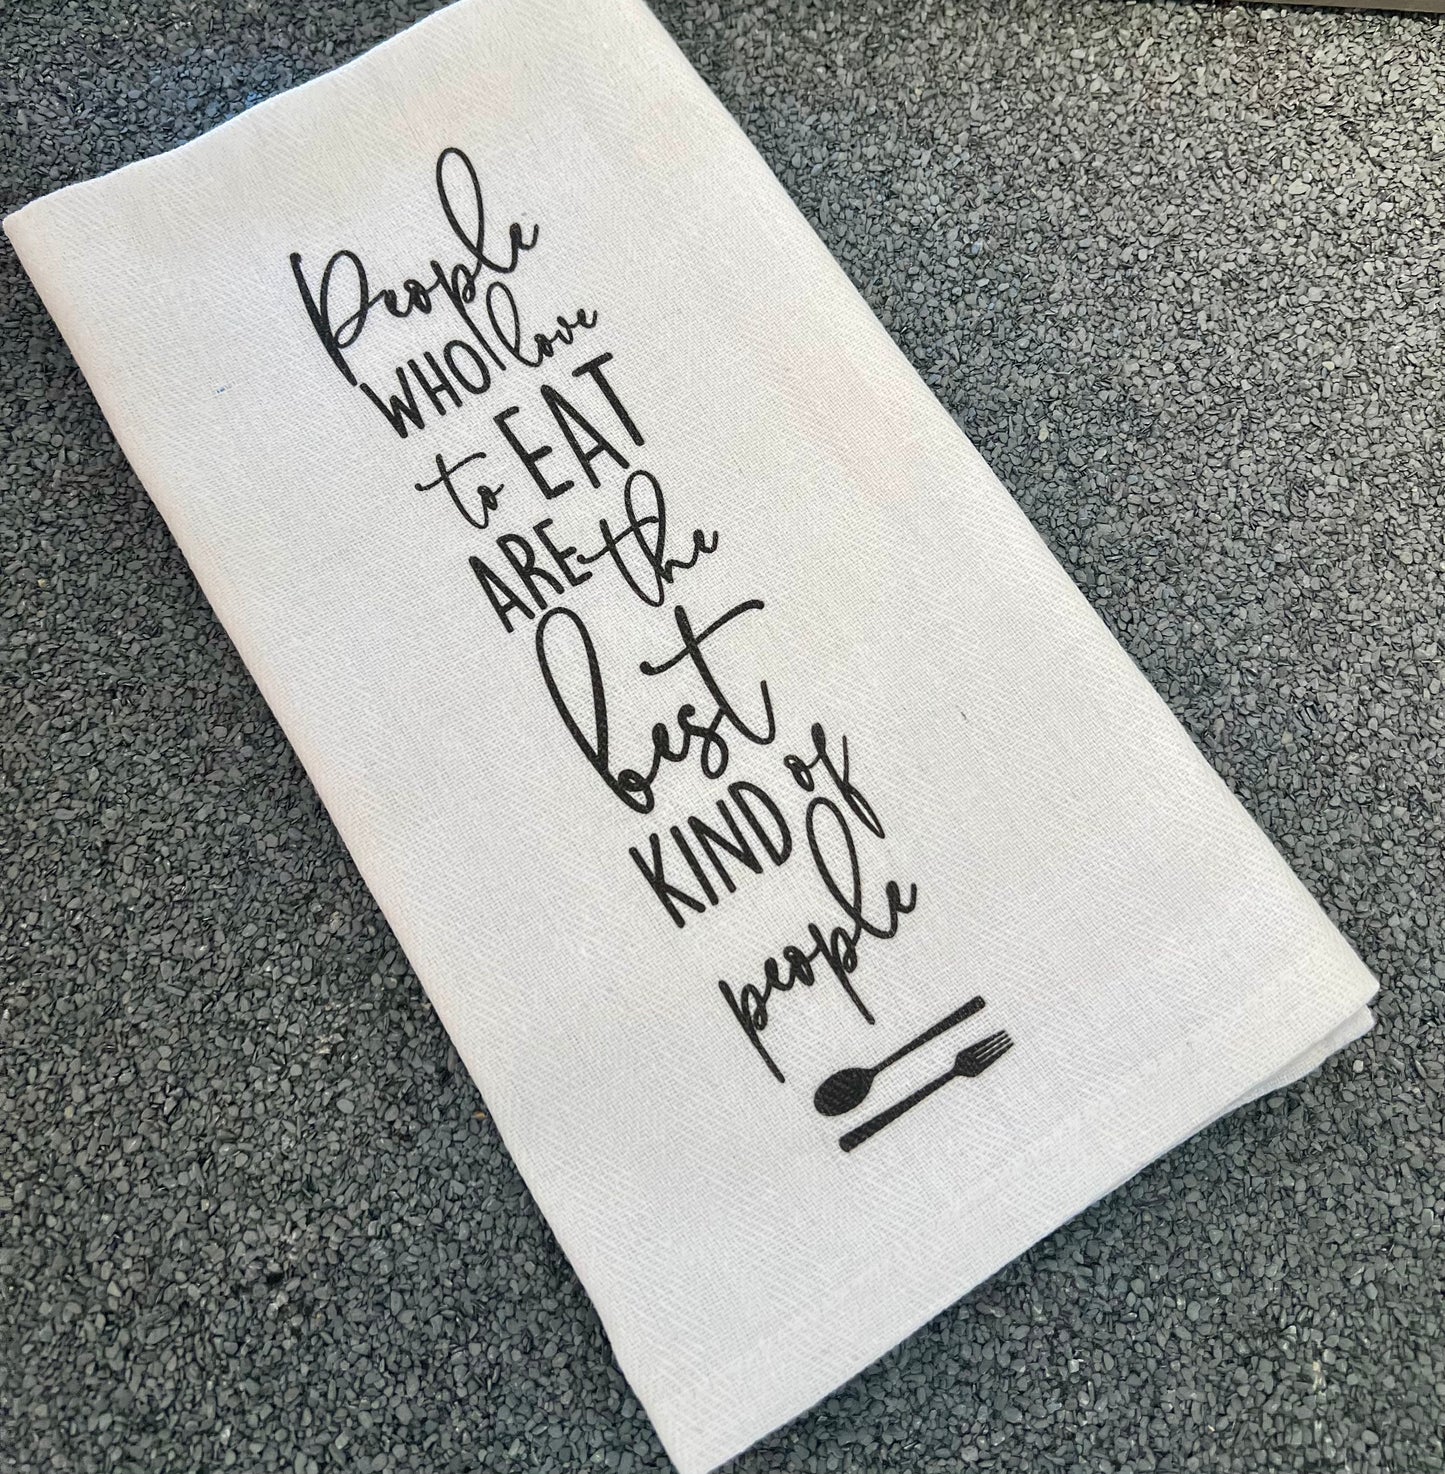 People
WHO love
to EAT
ARE the
best
KIND of
people